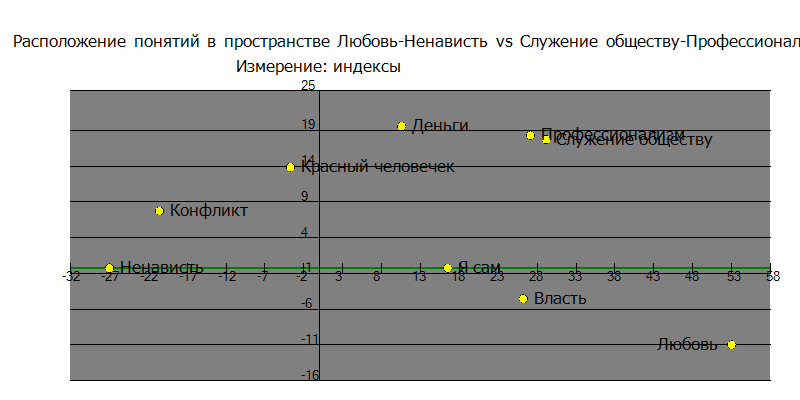 Расположение понятий в пространстве Любовь-Ненависть vs Служение обществу-Профессионал
Измерение: индексы
25
Деньги
19
Профессионализм
Служение обществу
14
Красный человечек
9
Конфликт
4
Ненависть
Я сам
-1
-32 -27 -22 -17 -12 -7 -2 3 8 13 18 23 28 33 38 43 48 53 58
Власть
-6
-11
Любовь
-16